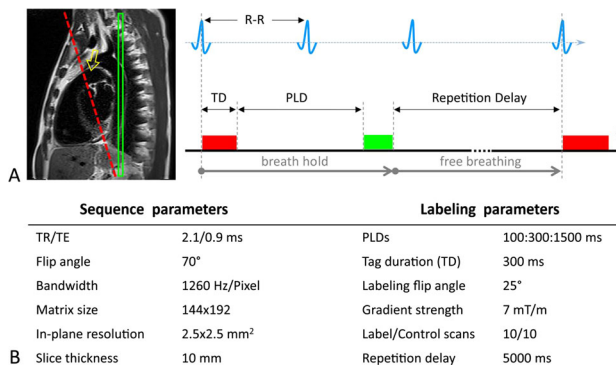 R-R
TD
PLD
Repetition Delay
breath hold
free breathing
A
Sequence parameters
TR/TE 2.1/0.9 ms
Flip angle 70°
Bandwidth 1260 Hz/Pixel
Matrix size 144x192
In-plane resolution 2.5x2.5 mm²
Slice thickness 10 mm
Labeling parameters
PLDs 100:300:1500 ms
Tag duration (TD) 300 ms
Labeling flip angle 25°
Gradient strength 7 mT/m
Label/Control scans 10/10
Repetition delay 5000 ms
B